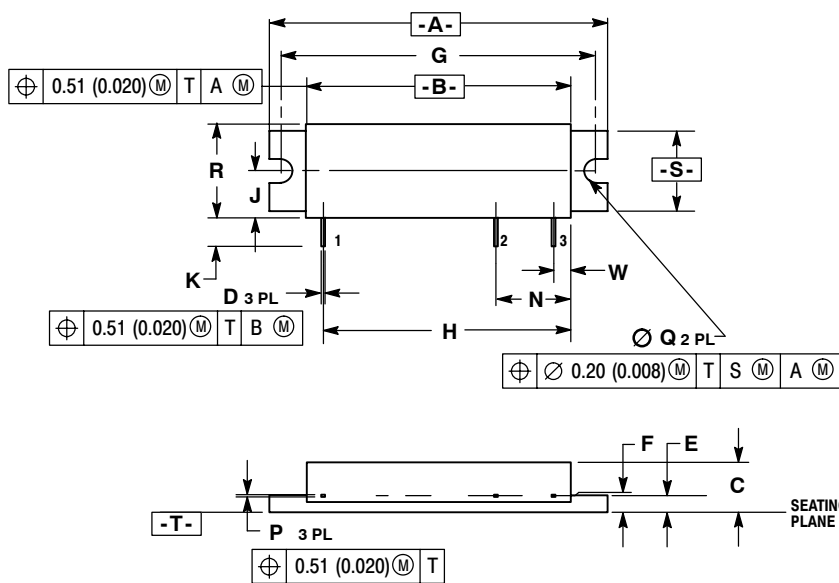 -A-
G
⌖ 0.51 (0.020) Ⓜ T A Ⓜ
-B-
R
J
-S-
1
2
3
K
W
D 3 PL
N
⌖ 0.51 (0.020) Ⓜ T B Ⓜ
H
∅ Q 2 PL
⌖ ∅ 0.20 (0.008) Ⓜ T S Ⓜ A Ⓜ
F
E
C
-T-
P 3 PL
PLANE
⌖ 0.51 (0.020) Ⓜ T